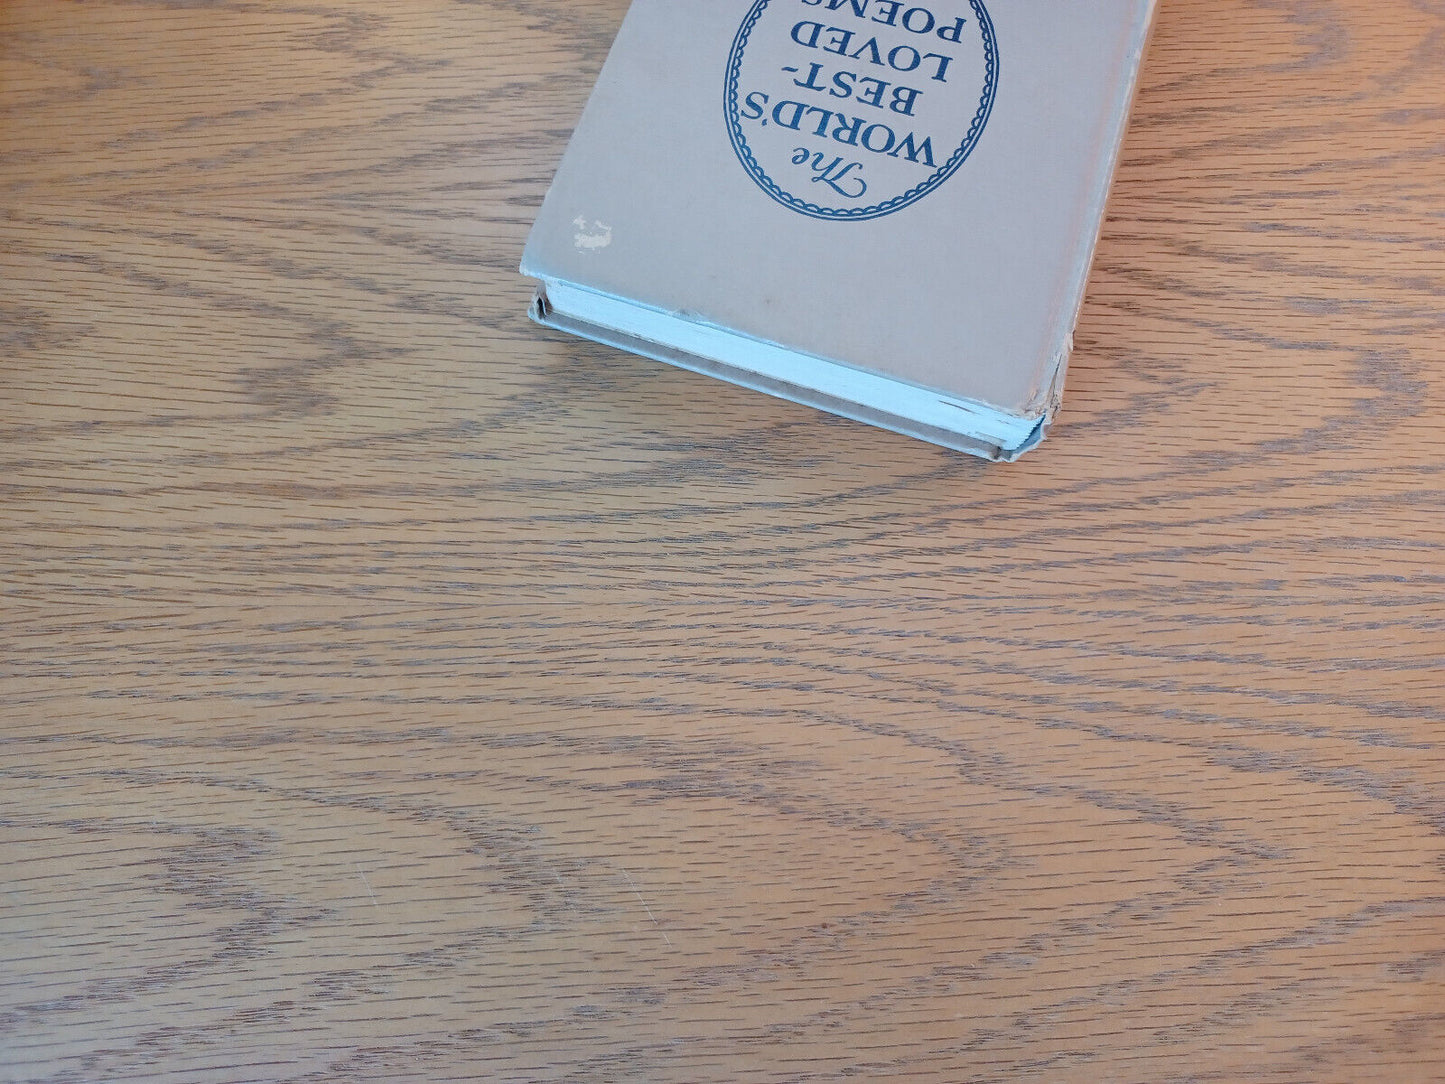 The
WORLD'S
BEST-
LOVED
POEMS